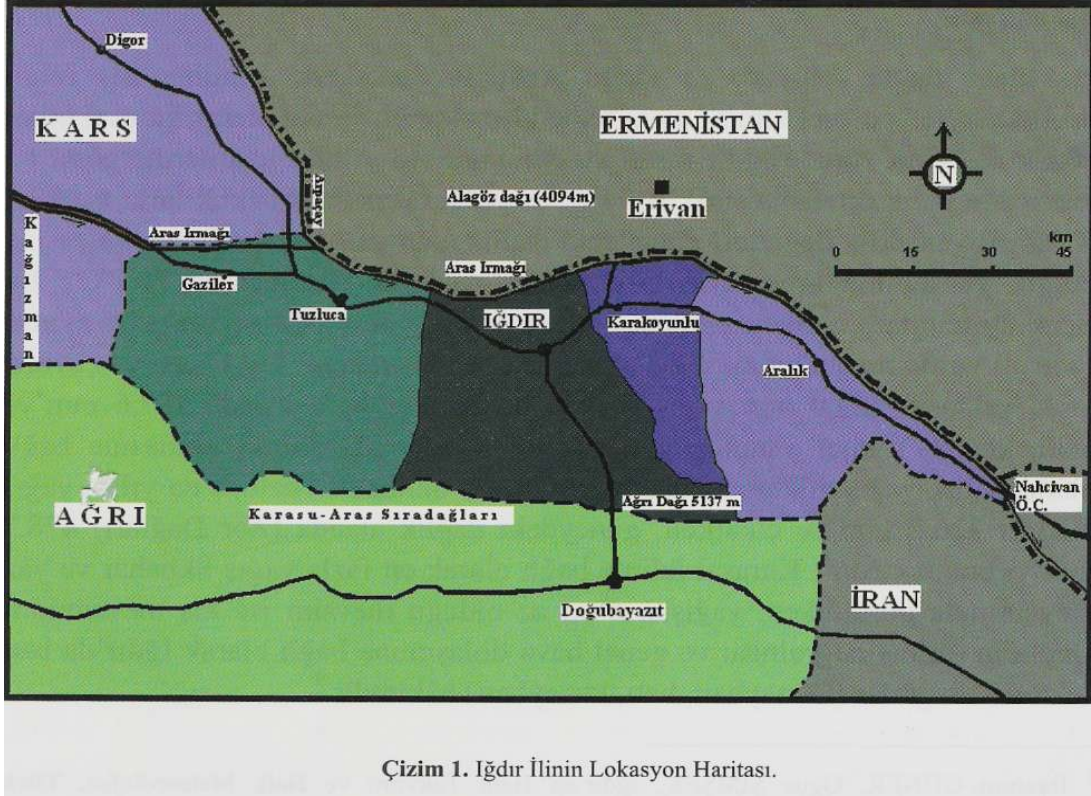 Digor
KARS
ERMENİSTAN
N
Alagöz dağı (4094m)
Erivan
Arpaçay
Kağızman
Aras Irmağı
Aras Irmağı
km
0 15 30 45
Gaziler
Tuzluca
IĞDIR
Karakoyunlu
Aralık
Nahcivan
Ö.C.
Ağrı Dağı 5137 m
AĞRI
Karasu-Aras Sıradağları
İRAN
Doğubayazıt
Çizim 1. Iğdır İlinin Lokasyon Haritası.